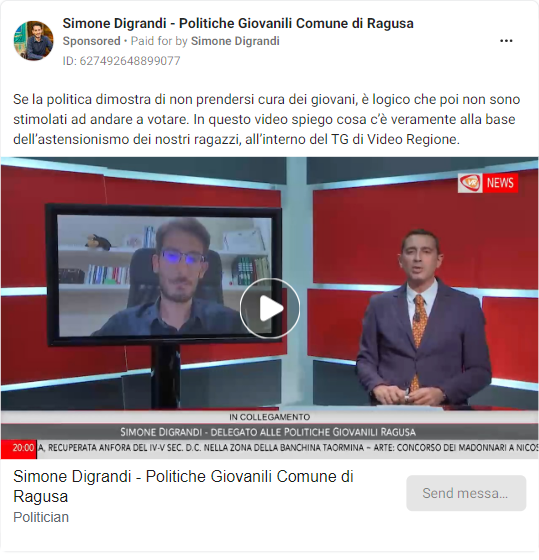 Simone Digrandi - Politiche Giovanili Comune di Ragusa
Sponsored • Paid for by Simone Digrandi
ID: 627492648899077
Se la politica dimostra di non prendersi cura dei giovani, è logico che poi non sono
stimolati ad andare a votare. In questo video spiego cosa c'è veramente alla base
dell'astensionismo dei nostri ragazzi, all'interno del TG di Video Regione.
VR NEWS
IN COLLEGAMENTO
SIMONE DIGRANDI - DELEGATO ALLE POLITICHE GIOVANILI RAGUSA
20:00 A, RECUPERATA ANFORA DEL IV-V SEC. D.C. NELLA ZONA DELLA BANCHINA TAORMINA – ARTE: CONCORSO DEI MADONNARI A NICOS
Simone Digrandi - Politiche Giovanili Comune di
Ragusa
Politician
Send messa...